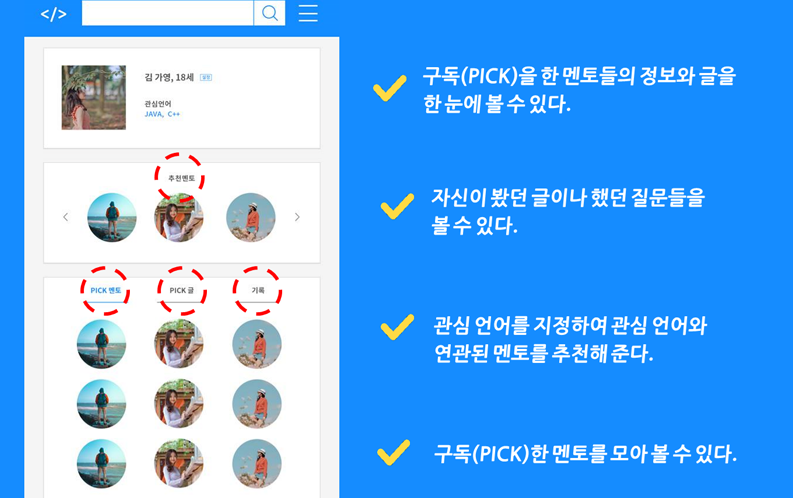 </>
김 가영, 18세
관심언어
JAVA, C++
추천멘토
PICK 멘토 PICK 글 기록
구독(PICK)을 한 멘토들의 정보와 글을
한 눈에 볼 수 있다.
자신이 봤던 글이나 했던 질문들을
볼 수 있다.
관심 언어를 지정하여 관심 언어와
연관된 멘토를 추천해 준다.
구독(PICK)한 멘토를 모아 볼 수 있다.